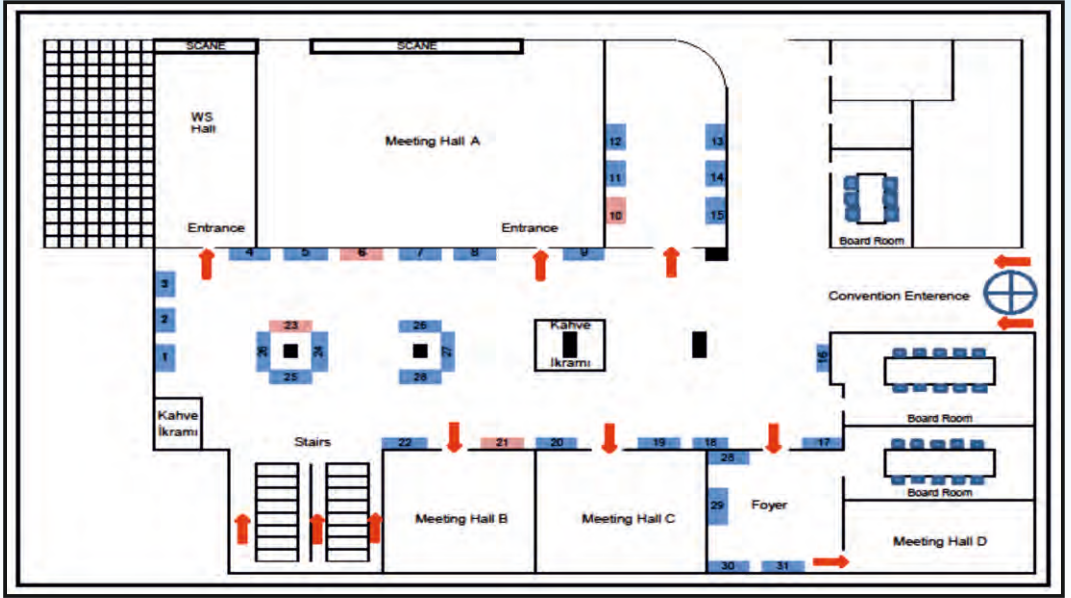 SCANE
SCANE
WS
Hall
Meeting Hall A
12
13
11
14
10
15
Entrance
Entrance
Board Room
4
5
6
7
8
9
3
Convention Enterence
2
23
26
Kahve
İkramı
1
26
24
27
16
25
28
Kahve
İkramı
Board Room
Stairs
22
21
20
19
18
17
28
Board Room
29
Foyer
Meeting Hall B
Meeting Hall C
Meeting Hall D
30
31